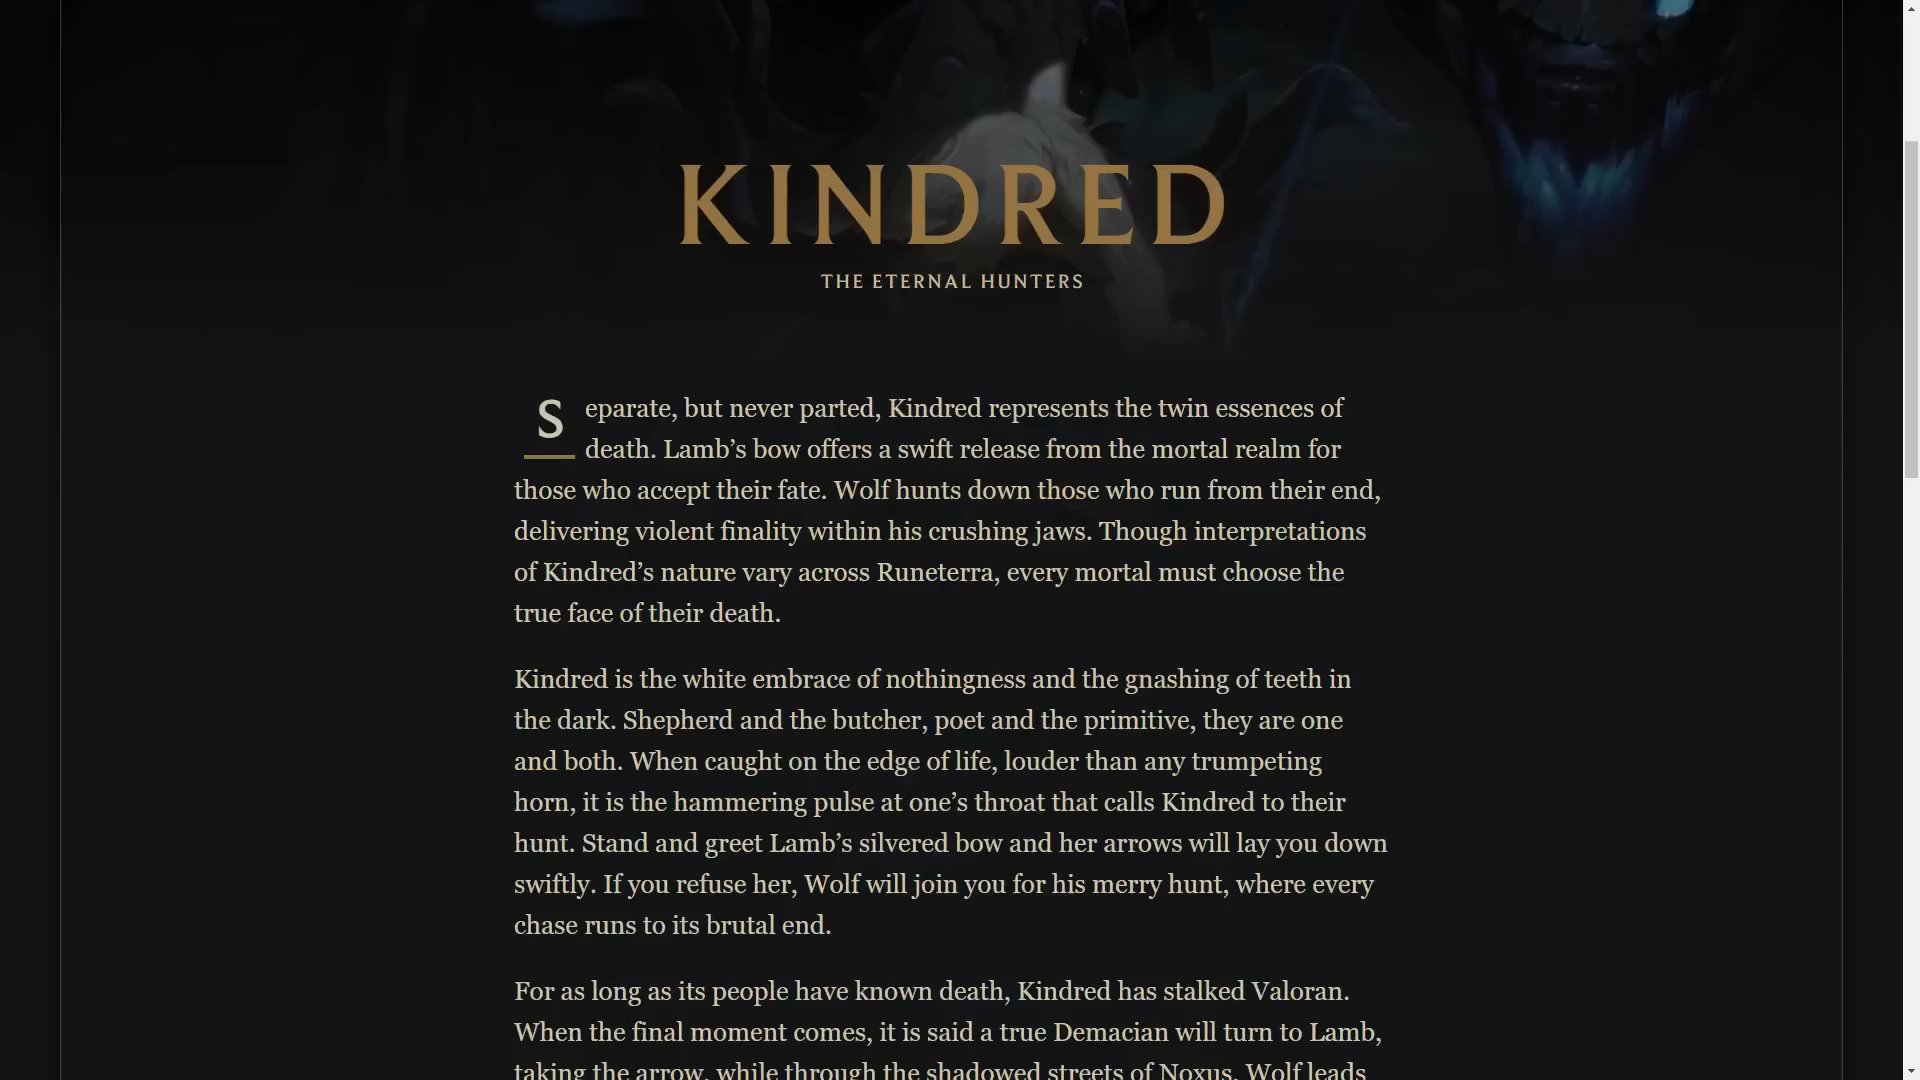 KINDRED
THE ETERNAL HUNTERS
Separate, but never parted, Kindred represents the twin essences of
death. Lamb’s bow offers a swift release from the mortal realm for
those who accept their fate. Wolf hunts down those who run from their end,
delivering violent finality within his crushing jaws. Though interpretations
of Kindred’s nature vary across Runeterra, every mortal must choose the
true face of their death.
Kindred is the white embrace of nothingness and the gnashing of teeth in
the dark. Shepherd and the butcher, poet and the primitive, they are one
and both. When caught on the edge of life, louder than any trumpeting
horn, it is the hammering pulse at one’s throat that calls Kindred to their
hunt. Stand and greet Lamb’s silvered bow and her arrows will lay you down
swiftly. If you refuse her, Wolf will join you for his merry hunt, where every
chase runs to its brutal end.
For as long as its people have known death, Kindred has stalked Valoran.
When the final moment comes, it is said a true Demacian will turn to Lamb,
taking the arrow, while through the shadowed streets of Noxus, Wolf leads